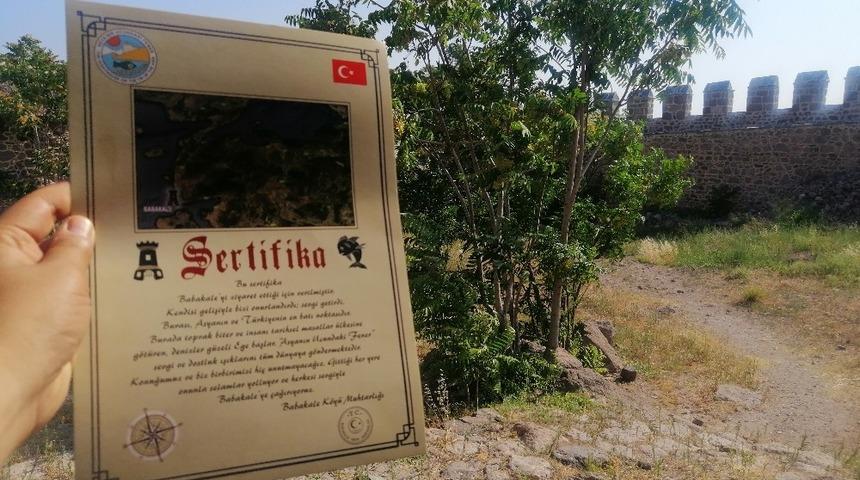 BABAKALE
Sertifika
Bu sertifika
Babakale'yi ziyaret ettiği için verilmiştir.
Kendisi gelişiyle bizi onurlandırdı; sevgi getirdi.
Burası, Asyanın ve Türkiyenin en batı noktasıdır.
Burada toprak biter ve insanı tarihsel masallar ülkesine
götüren, denizler güzeli Ege başlar. "Asyanın Ucundaki Fener"
sevgi ve dostluk ışıklarını tüm dünyaya göndermektedir.
Konuğumuz ve biz birbirimizi hiç unutmayacağız. Gittiği her yere
onunla selamlar yolluyor ve herkesi sevgiyle
Babakale'ye çağırıyoruz.
Babakale Köyü Muhtarlığı
T.C.